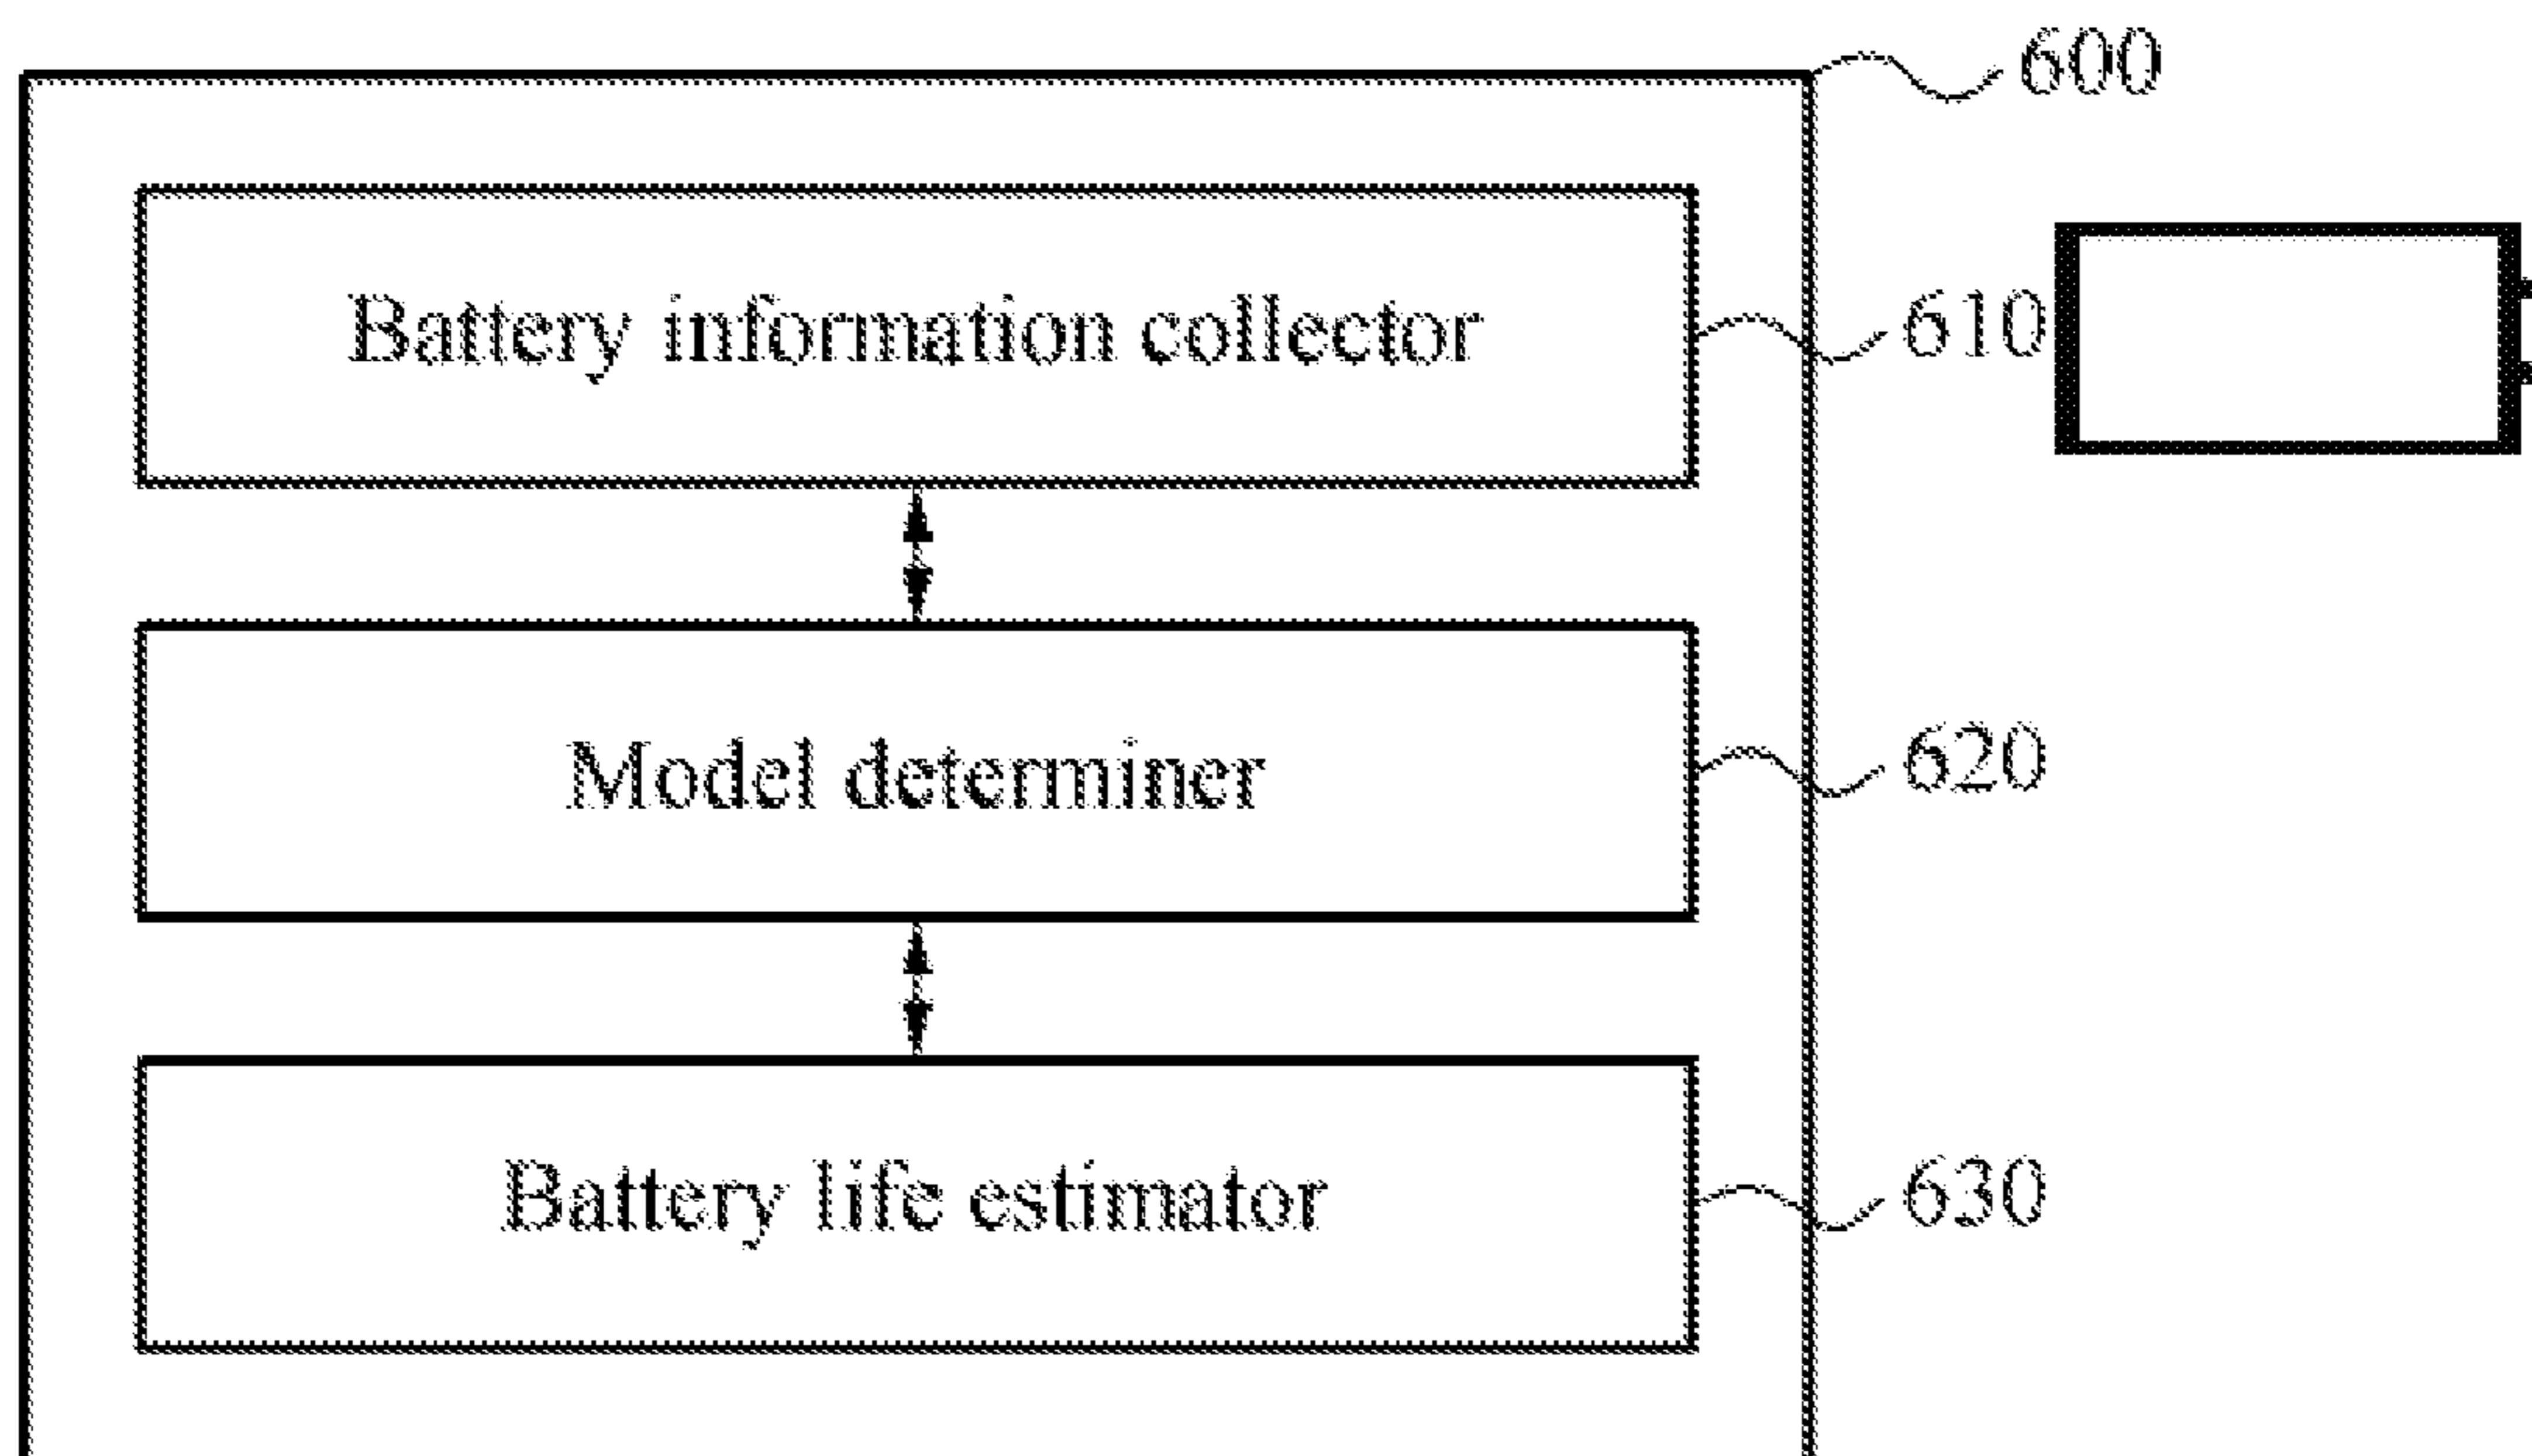 600
Battery information collector
610
Model determiner
620
Battery life estimator
630